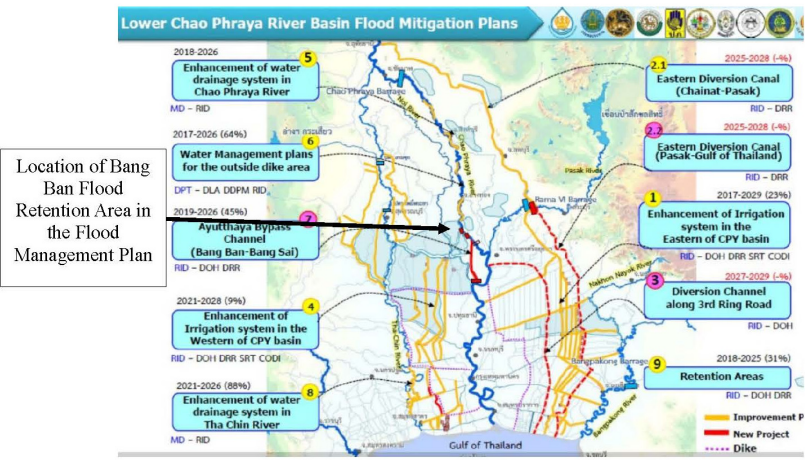 Lower Chao Phraya River Basin Flood Mitigation Plans
2018-2026
5
Enhancement of water
drainage system in
Chao Phraya River
MD - RID
2017-2026 (64%)
6
Water Management plans
for the outside dike area
DPT - DLA DDPM RID
Location of Bang
Ban Flood
Retention Area in
the Flood
Management Plan
2019-2026 (45%)
7
Ayutthaya Bypass
Channel
(Bang Ban-Bang Sai)
RID - DOH DRR
2021-2028 (9%)
4
Enhancement of
Irrigation system in the
Western of CPY basin
RID - DOH DRR SRT CODI
2021-2026 (88%)
8
Enhancement of water
drainage system in
Tha Chin River
MD - RID
Chao Phraya Barrage
Noi River
Chao Phraya River
Pasak River
Rama VI Barrage
Nakhon Nayok River
Tha Chin River
Bangpakong Barrage
Bangpakong River
Gulf of Thailand
2025-2028 (-%)
2.1
Eastern Diversion Canal
(Chainat-Pasak)
RID - DRR
2025-2028 (-%)
2.2
Eastern Diversion Canal
(Pasak-Gulf of Thailand)
RID - DRR
2017-2029 (23%)
1
Enhancement of Irrigation
system in the
Eastern of CPY basin
RID - DOH DRR SRT CODI
2027-2029 (-%)
3
Diversion Channel
along 3rd Ring Road
RID - DOH
2018-2025 (31%)
9
Retention Areas
RID - DOH DRR
Improvement P
New Project
Dike